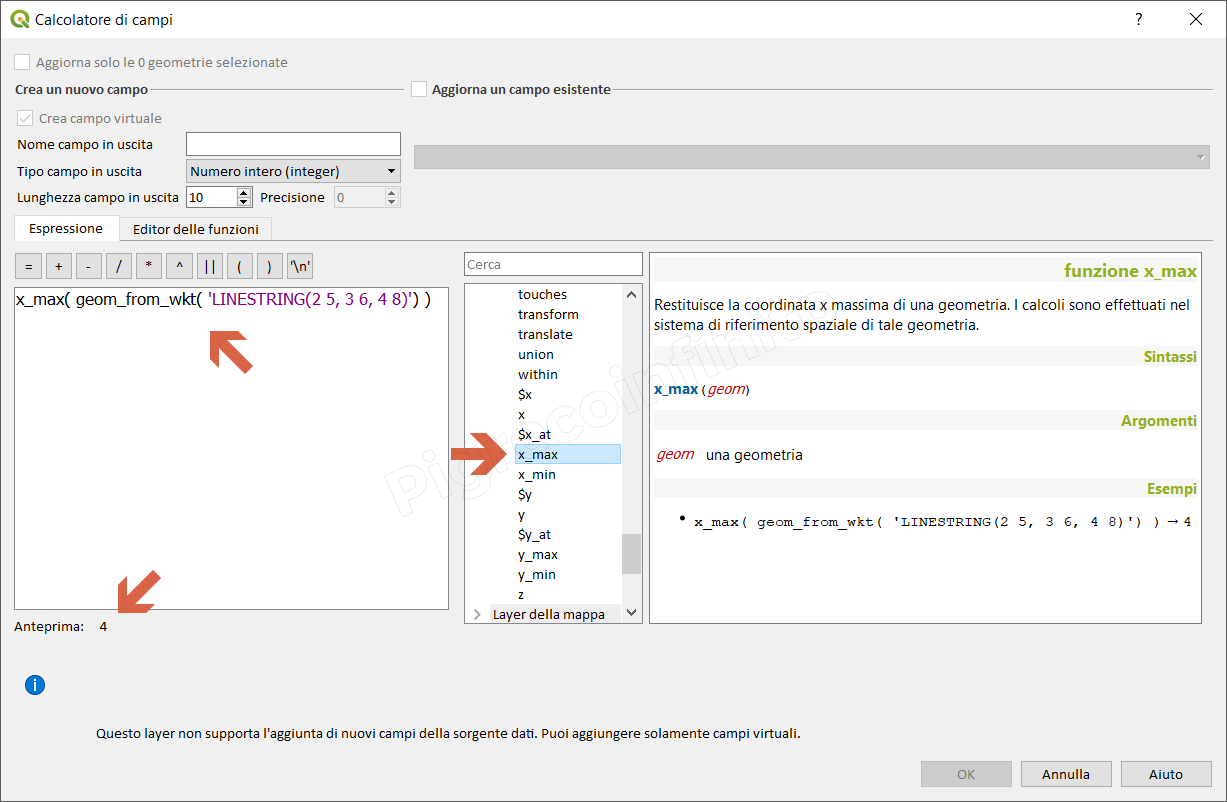 Calcolatore di campi
?
Aggiorna solo le 0 geometrie selezionate
Crea un nuovo campo
Aggiorna un campo esistente
Crea campo virtuale
Nome campo in uscita
Tipo campo in uscita Numero intero (integer)
Lunghezza campo in uscita 10 Precisione 0
Espressione Editor delle funzioni
= + - / * ^ || ( ) '\n'
x_max( geom_from_wkt( 'LINESTRING(2 5, 3 6, 4 8)') )
Anteprima: 4
Cerca
touches
transform
translate
union
within
$x
x
$x_at
x_max
x_min
$y
y
$y_at
y_max
y_min
z
Layer della mappa
funzione x_max
Restituisce la coordinata x massima di una geometria. I calcoli sono effettuati nel
sistema di riferimento spaziale di tale geometria.
Sintassi
x_max (geom)
Argomenti
geom una geometria
Esempi
• x_max( geom_from_wkt( 'LINESTRING(2 5, 3 6, 4 8)') ) → 4
Pigrecoinfinito
Questo layer non supporta l'aggiunta di nuovi campi della sorgente dati. Puoi aggiungere solamente campi virtuali.
OK Annulla Aiuto